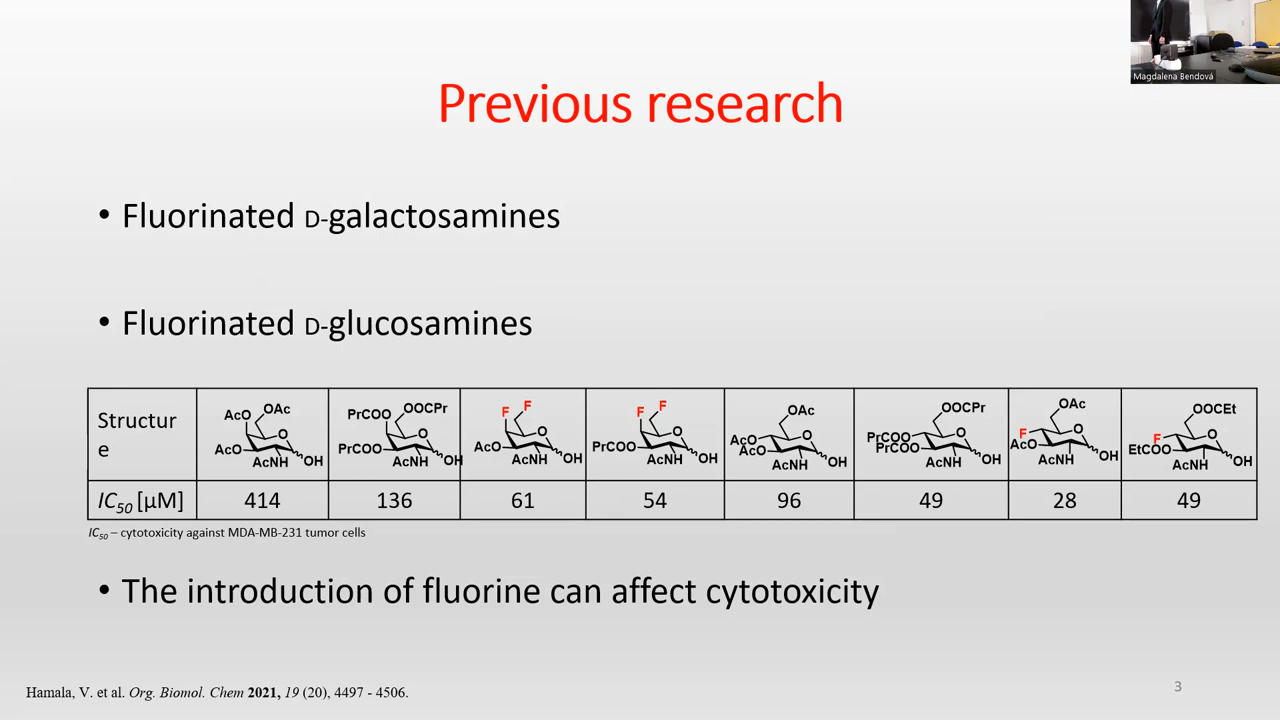 Magdalena Bendová
Previous research
• Fluorinated D-galactosamines
• Fluorinated D-glucosamines
Structur
e
AcO OAc AcO O AcNH OH
PrCOO OOCPr PrCOO O AcNH OH
F F AcO O AcNH OH
F F PrCOO O AcNH OH
OAc AcO AcO O AcNH OH
OOCPr PrCOO PrCOO O AcNH OH
OAc F AcO O AcNH OH
OOCEt F EtCOO O AcNH OH
IC50 [µM] 414 136 61 54 96 49 28 49
IC50 – cytotoxicity against MDA-MB-231 tumor cells
• The introduction of fluorine can affect cytotoxicity
Hamala, V. et al. Org. Biomol. Chem 2021, 19 (20), 4497 - 4506.
3